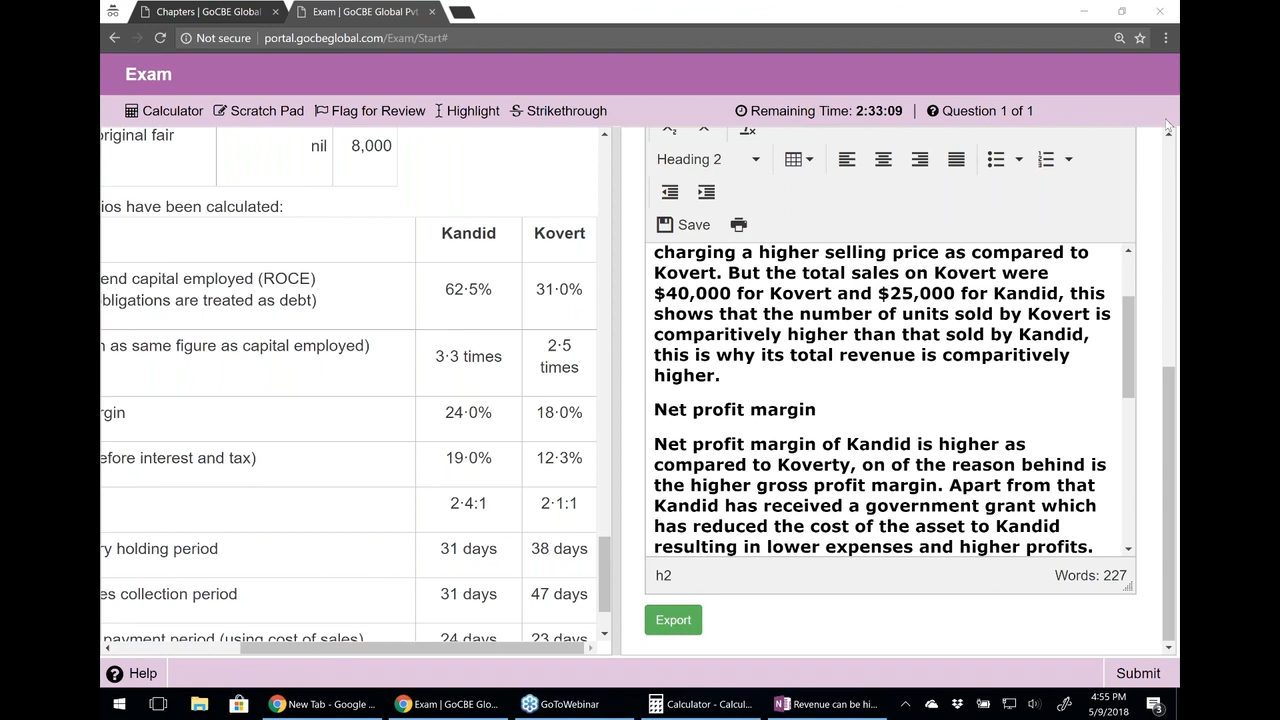 Chapters | GoCBE Global
Exam | GoCBE Global Pvt
Not secure
portal.gocbeglobal.com/Exam/Start#
Exam
Calculator
Scratch Pad
Flag for Review
Highlight
Strikethrough
Remaining Time: 2:33:09
Question 1 of 1
original fair
nil
8,000
ios have been calculated:
Kandid
Kovert
end capital employed (ROCE)
bligations are treated as debt)
62·5%
31·0%
n as same figure as capital employed)
3·3 times
2·5
times
rgin
24·0%
18·0%
efore interest and tax)
19·0%
12·3%
2·4:1
2·1:1
ry holding period
31 days
38 days
es collection period
31 days
47 days
payment period (using cost of sales)
24 days
23 days
Heading 2
Save
charging a higher selling price as compared to
Kovert. But the total sales on Kovert were
$40,000 for Kovert and $25,000 for Kandid, this
shows that the number of units sold by Kovert is
comparitively higher than that sold by Kandid,
this is why its total revenue is comparitively
higher.
Net profit margin
Net profit margin of Kandid is higher as
compared to Koverty, on of the reason behind is
the higher gross profit margin. Apart from that
Kandid has received a government grant which
has reduced the cost of the asset to Kandid
resulting in lower expenses and higher profits.
h2
Words: 227
Export
Help
Submit
New Tab - Google ...
Exam | GoCBE Glo...
GoToWebinar
Calculator - Calcul...
Revenue can be hi...
4:55 PM
5/9/2018
3